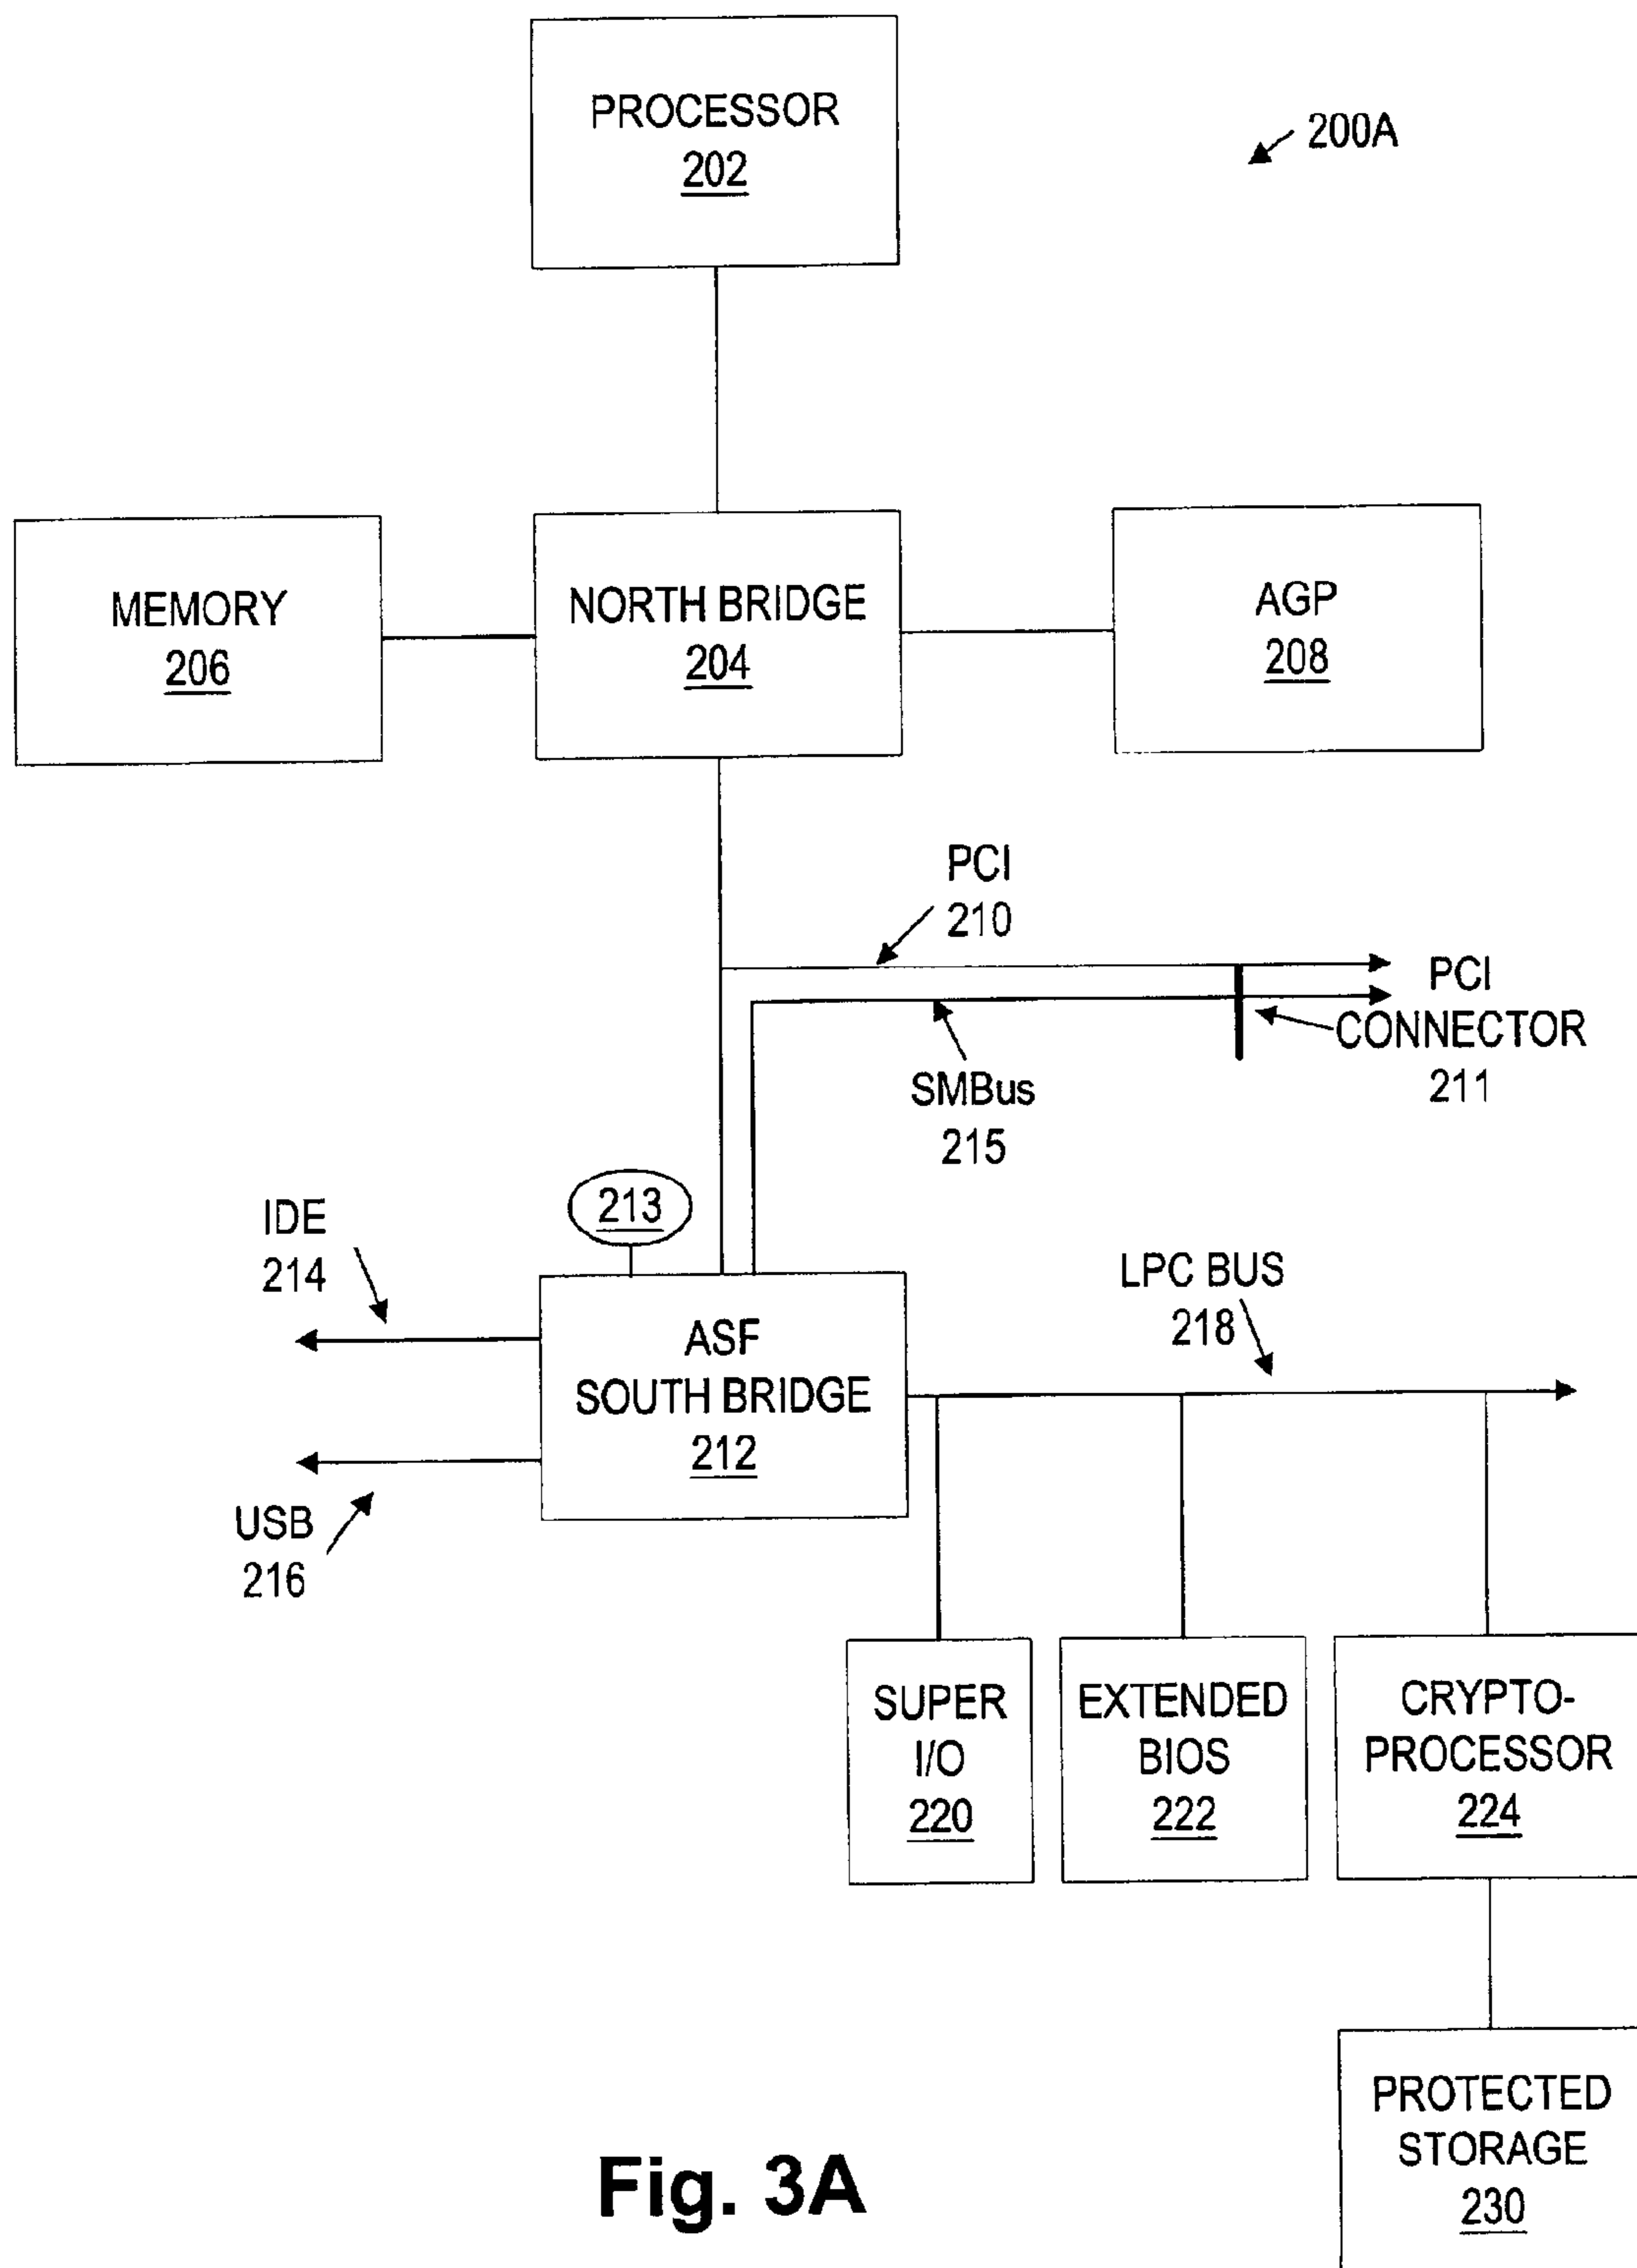 PROCESSOR
202
200A
MEMORY
206
NORTH BRIDGE
204
AGP
208
PCI
210
PCI
CONNECTOR
211
SMBus
215
213
IDE
214
ASF
SOUTH BRIDGE
212
LPC BUS
218
USB
216
SUPER
I/O
220
EXTENDED
BIOS
222
CRYPTO-
PROCESSOR
224
PROTECTED
STORAGE
230
Fig. 3A